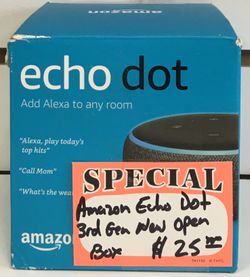 amazon
echo dot
Add Alexa to any room
"Alexa, play today's
top hits"
"Call Mom"
"What's the wea
SPECIAL
Amazon Echo Dot
3rd Gen New Open
Box $25.00
amazo